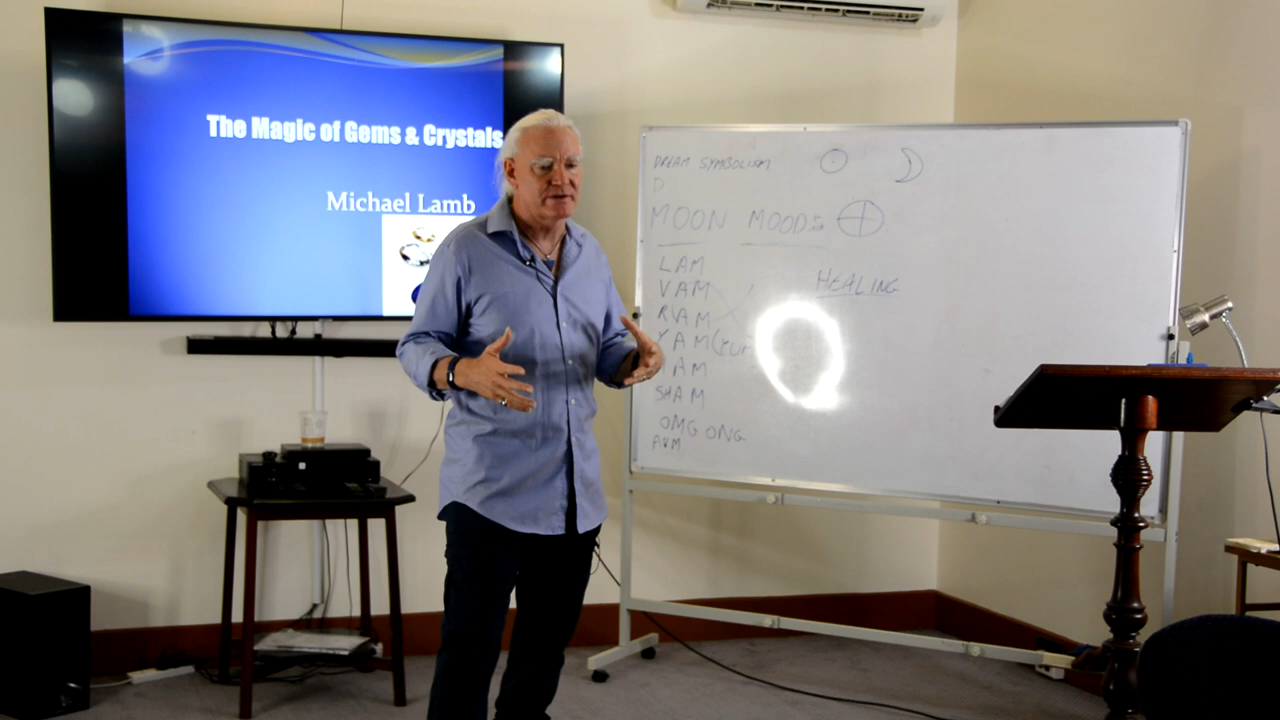 The Magic of Gems & Crystals
Michael Lamb
DREAM SYMBOLISM
D
MOON MOODS
HEALING
LAM
VAM
RAM
YAM (YUM
AM
SHAM
OMG ONG
AUM